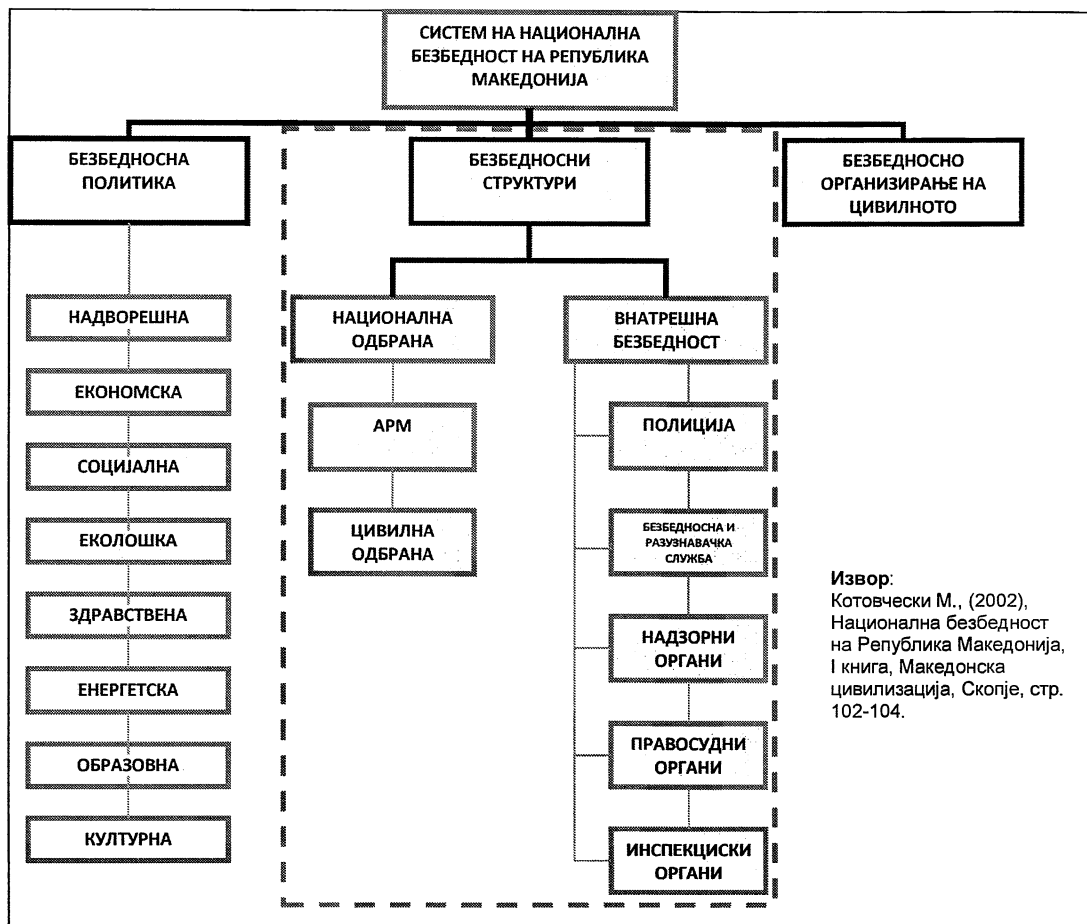 СИСТЕМ НА НАЦИОНАЛНА
БЕЗБЕДНОСТ НА РЕПУБЛИКА
МАКЕДОНИЈА
БЕЗБЕДНОСНА
ПОЛИТИКА
БЕЗБЕДНОСНИ
СТРУКТУРИ
БЕЗБЕДНОСНО
ОРГАНИЗИРАЊЕ НА
ЦИВИЛНОТО
НАДВОРЕШНА
ЕКОНОМСКА
СОЦИЈАЛНА
ЕКОЛОШКА
ЗДРАВСТВЕНА
ЕНЕРГЕТСКА
ОБРАЗОВНА
КУЛТУРНА
НАЦИОНАЛНА
ОДБРАНА
АРМ
ЦИВИЛНА
ОДБРАНА
ВНАТРЕШНА
БЕЗБЕДНОСТ
ПОЛИЦИЈА
БЕЗБЕДНОСНА И
РАЗУЗНАВАЧКА
СЛУЖБА
НАДЗОРНИ
ОРГАНИ
ПРАВОСУДНИ
ОРГАНИ
ИНСПЕКЦИСКИ
ОРГАНИ
Извор:
Котовчески М., (2002),
Национална безбедност
на Република Македонија,
I книга, Македонска
цивилизација, Скопје, стр.
102-104.